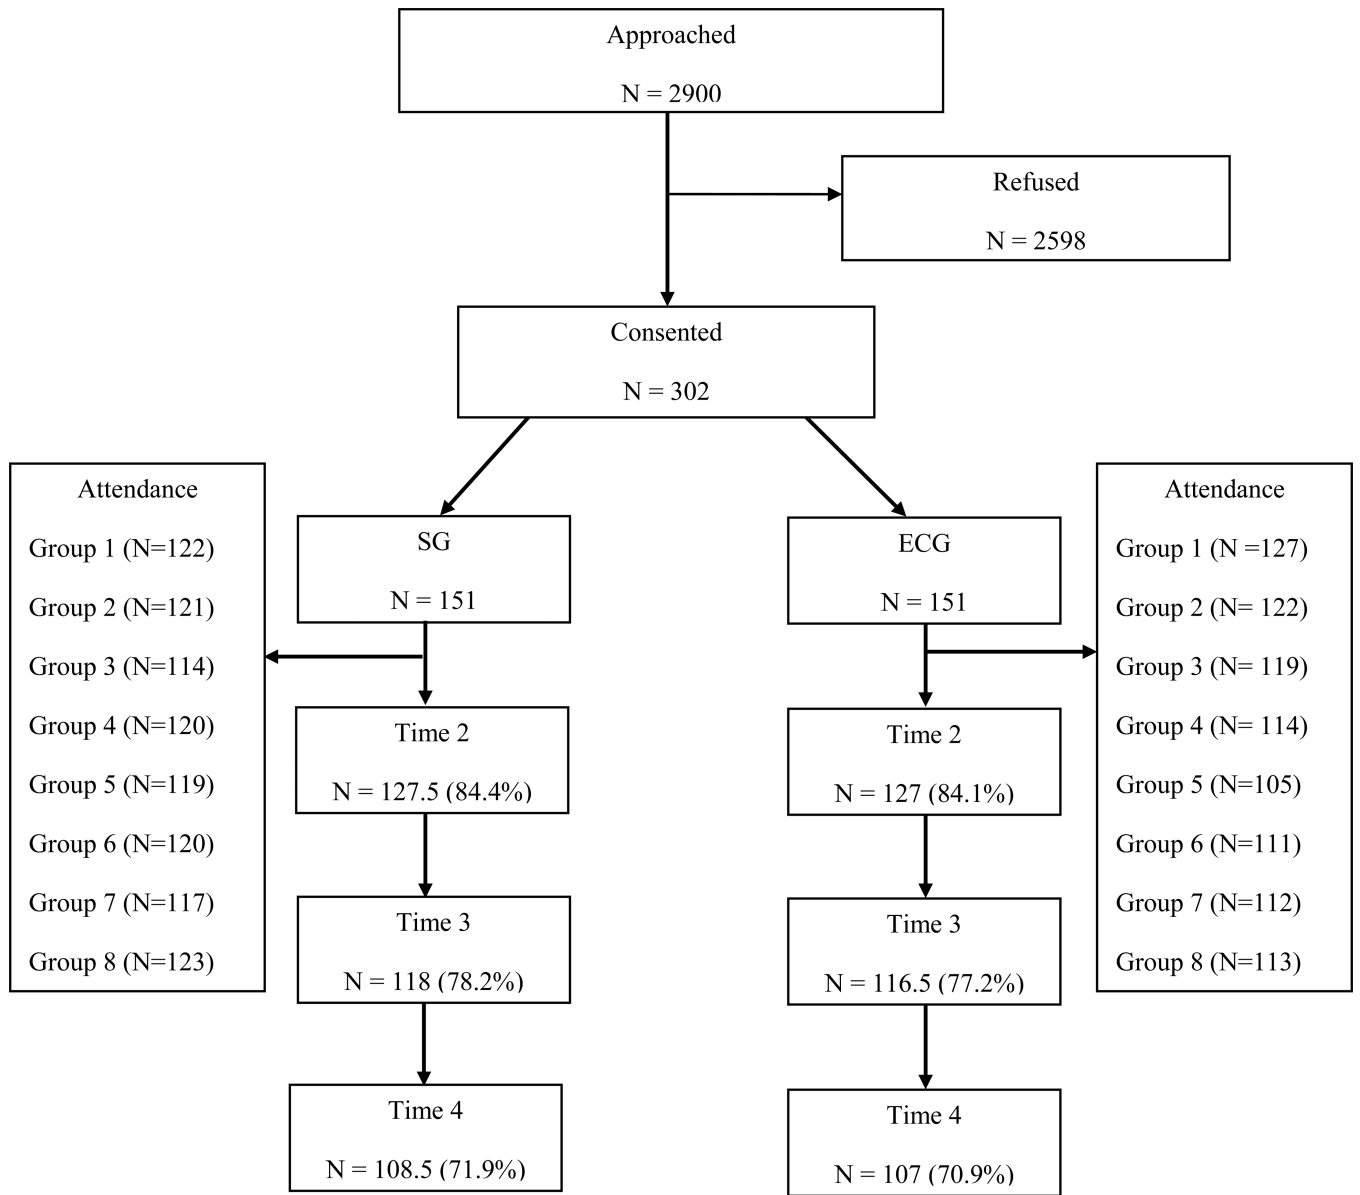 Approached
N = 2900
Refused
N = 2598
Consented
N = 302
Attendance
Group 1 (N=122)
Group 2 (N=121)
Group 3 (N=114)
Group 4 (N=120)
Group 5 (N=119)
Group 6 (N=120)
Group 7 (N=117)
Group 8 (N=123)
SG
N = 151
Time 2
N = 127.5 (84.4%)
Time 3
N = 118 (78.2%)
Time 4
N = 108.5 (71.9%)
ECG
N = 151
Time 2
N = 127 (84.1%)
Time 3
N = 116.5 (77.2%)
Time 4
N = 107 (70.9%)
Attendance
Group 1 (N =127)
Group 2 (N= 122)
Group 3 (N= 119)
Group 4 (N= 114)
Group 5 (N=105)
Group 6 (N=111)
Group 7 (N=112)
Group 8 (N=113)